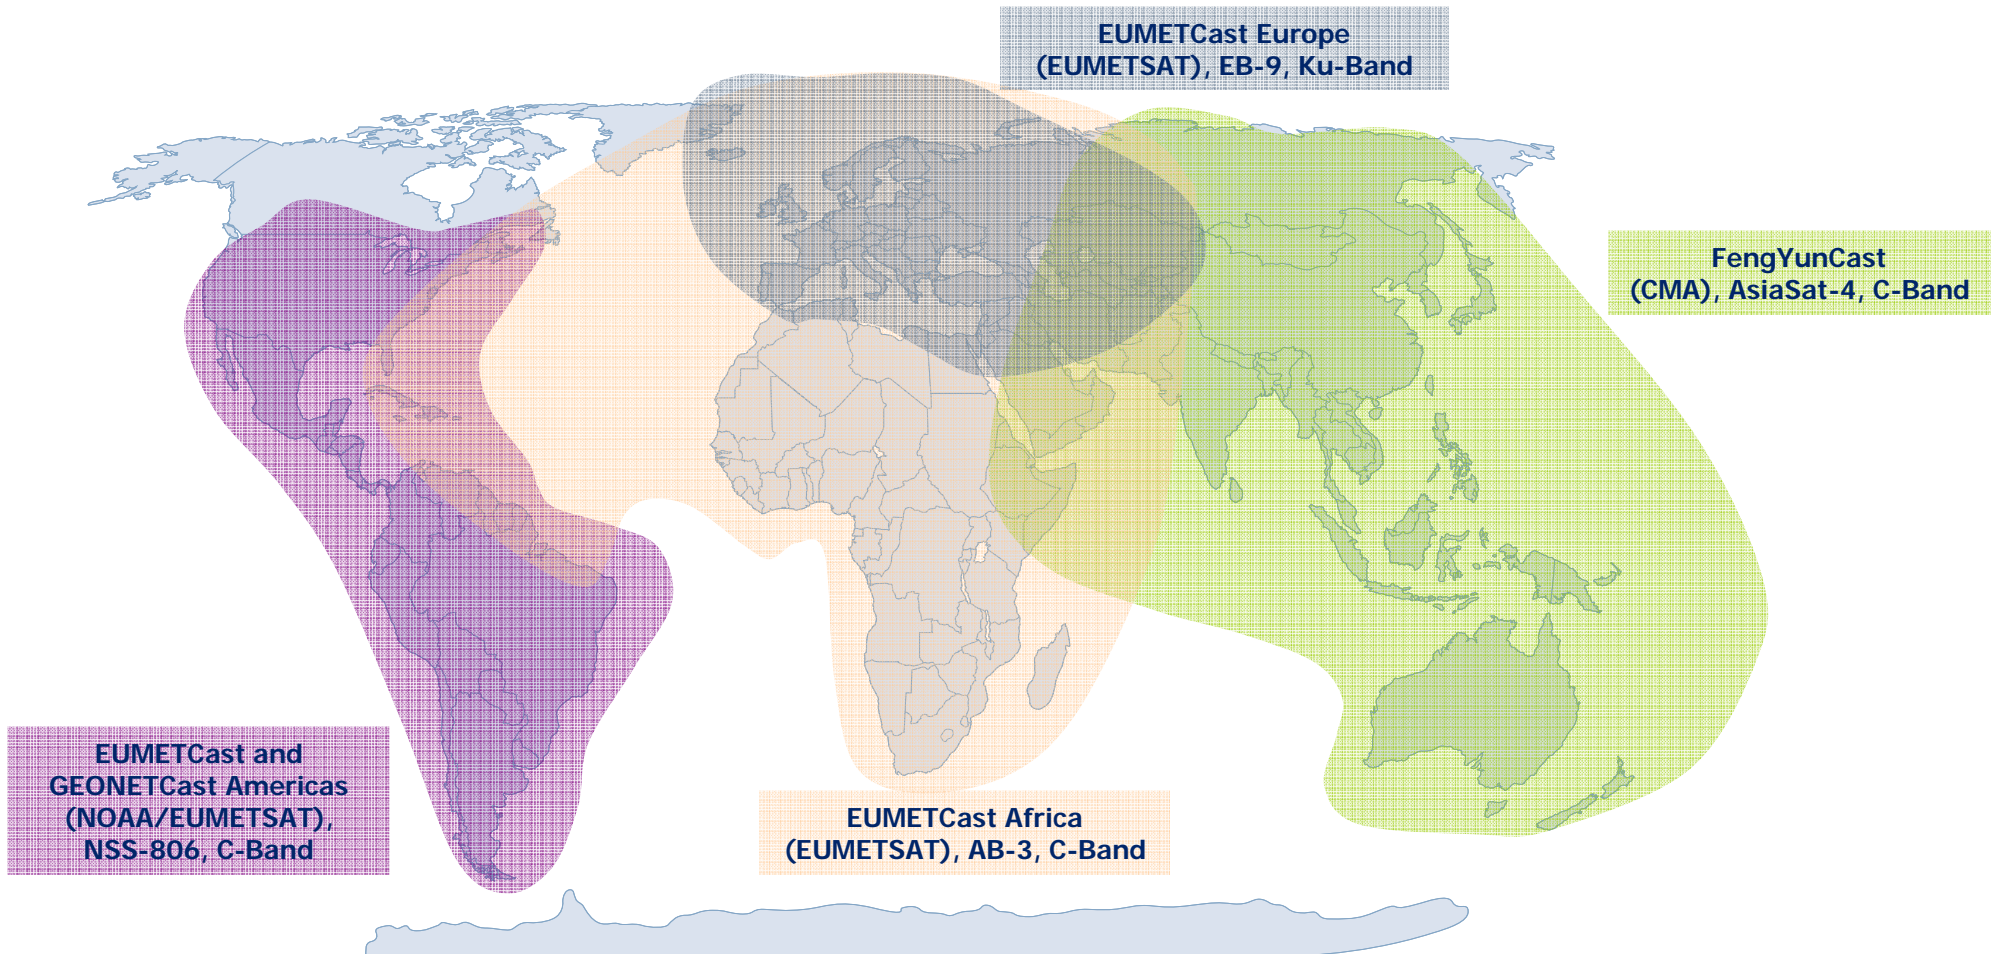 EUMETCast Europe
(EUMETSAT), EB-9, Ku-Band
FengYunCast
(CMA), AsiaSat-4, C-Band
EUMETCast and
GEONETCast Americas
(NOAA/EUMETSAT),
NSS-806, C-Band
EUMETCast Africa
(EUMETSAT), AB-3, C-Band